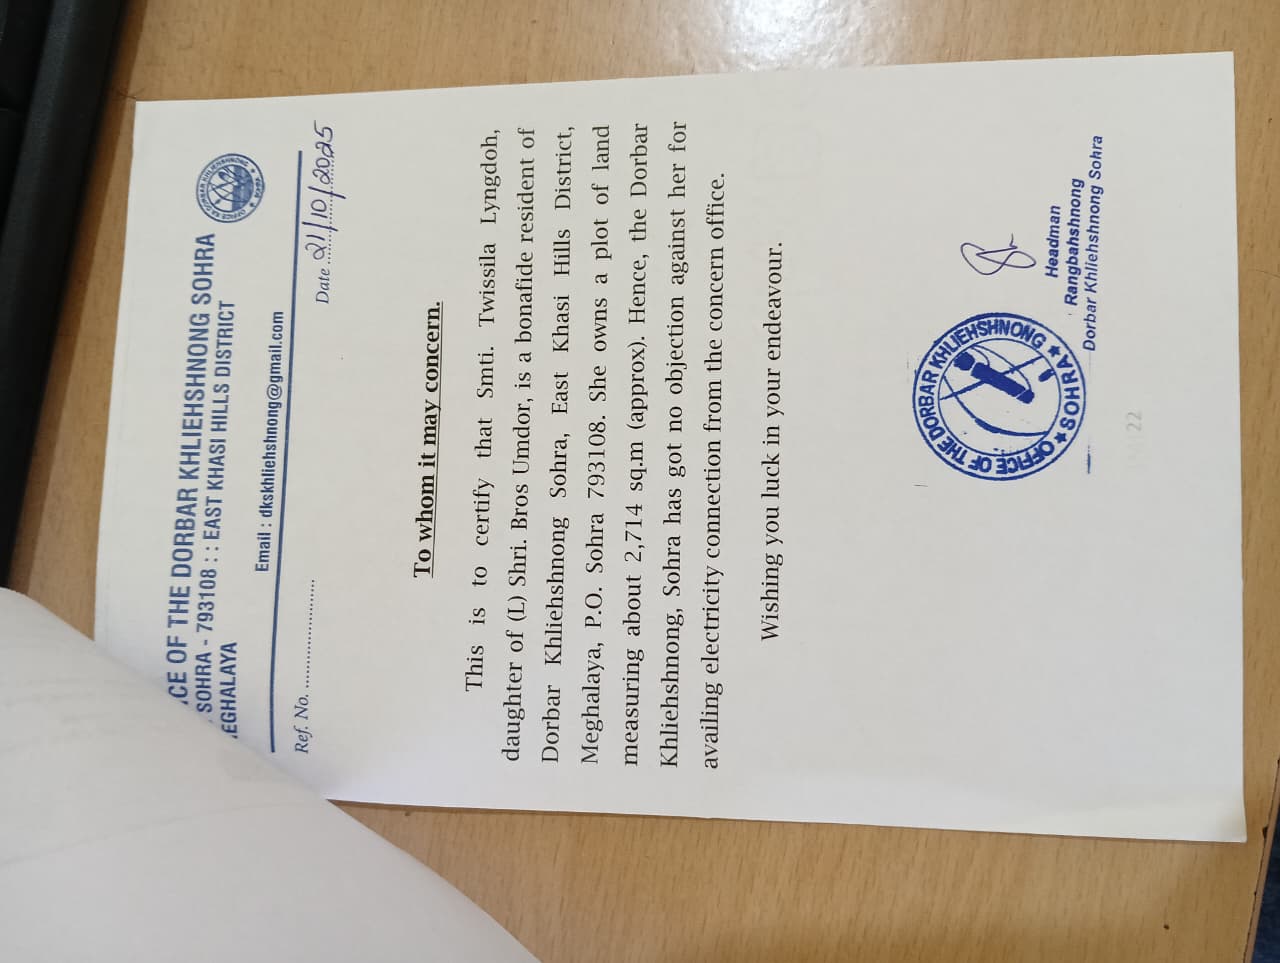 ICE OF THE DORBAR KHLIEHSHNONG SOHRA
SOHRA - 793108 : : EAST KHASI HILLS DISTRICT
MEGHALAYA
Email : dkskhliehshnong@gmail.com
Ref. No. ........................
Date 21/10/2025
To whom it may concern.
This is to certify that Smti. Twissila Lyngdoh,
daughter of (L) Shri. Bros Umdor, is a bonafide resident of
Dorbar Khliehshnong Sohra, East Khasi Hills District,
Meghalaya, P.O. Sohra 793108. She owns a plot of land
measuring about 2,714 sq.m (approx). Hence, the Dorbar
Khliehshnong, Sohra has got no objection against her for
availing electricity connection from the concern office.
Wishing you luck in your endeavour.
OFFICE OF THE DORBAR KHLIEHSHNONG ★ SOHRA ★
Headman
Rangbahshnong
Dorbar Khliehshnong Sohra
22